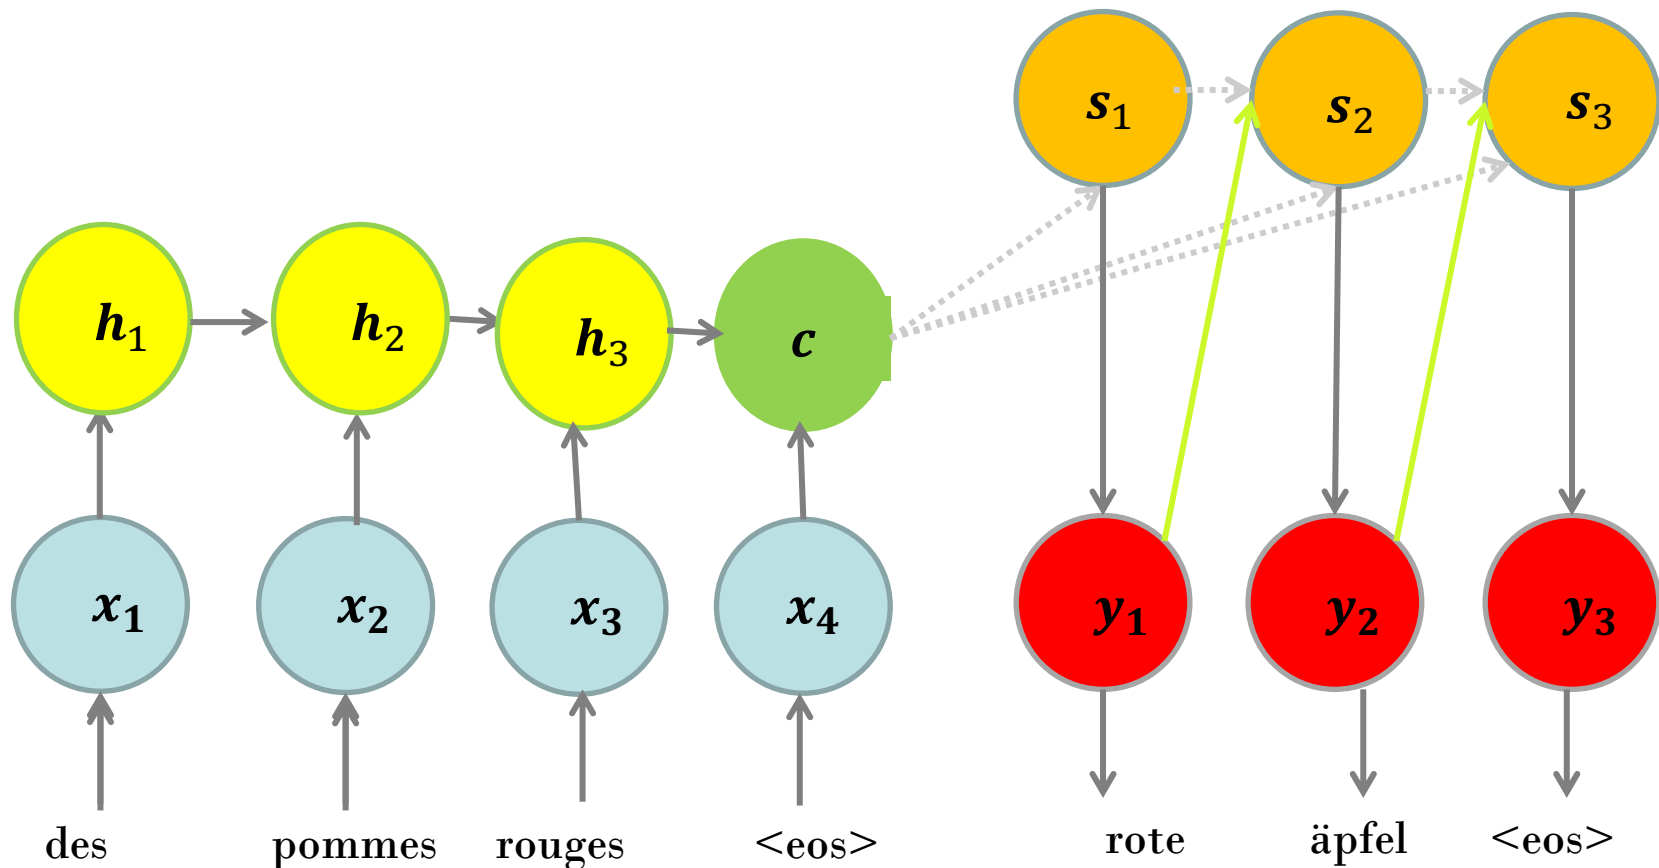 s₁ s₂ s₃
h₁ h₂ h₃ c
x₁ x₂ x₃ x₄ y₁ y₂ y₃
des pommes rouges <eos> rote äpfel <eos>